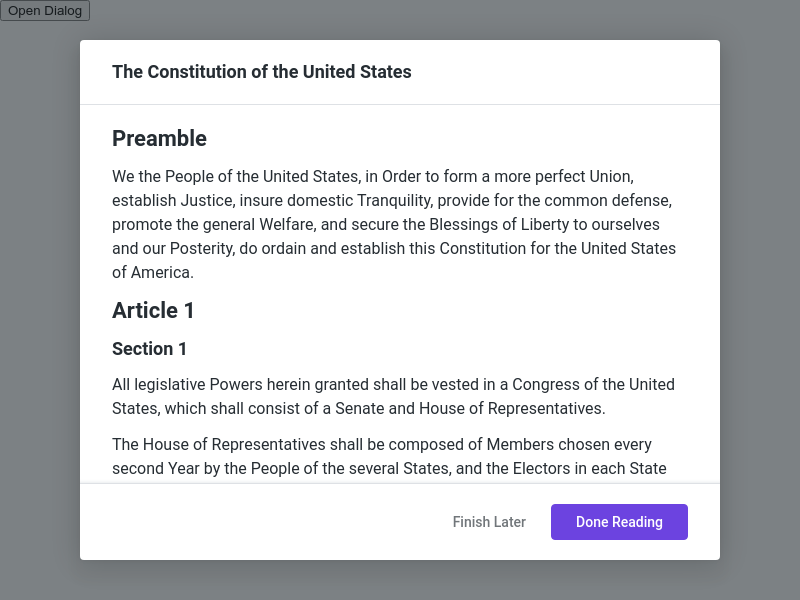 Open Dialog
The Constitution of the United States
Preamble
We the People of the United States, in Order to form a more perfect Union,
establish Justice, insure domestic Tranquility, provide for the common defense,
promote the general Welfare, and secure the Blessings of Liberty to ourselves
and our Posterity, do ordain and establish this Constitution for the United States
of America.
Article 1
Section 1
All legislative Powers herein granted shall be vested in a Congress of the United
States, which shall consist of a Senate and House of Representatives.
The House of Representatives shall be composed of Members chosen every
second Year by the People of the several States, and the Electors in each State
Finish Later
Done Reading